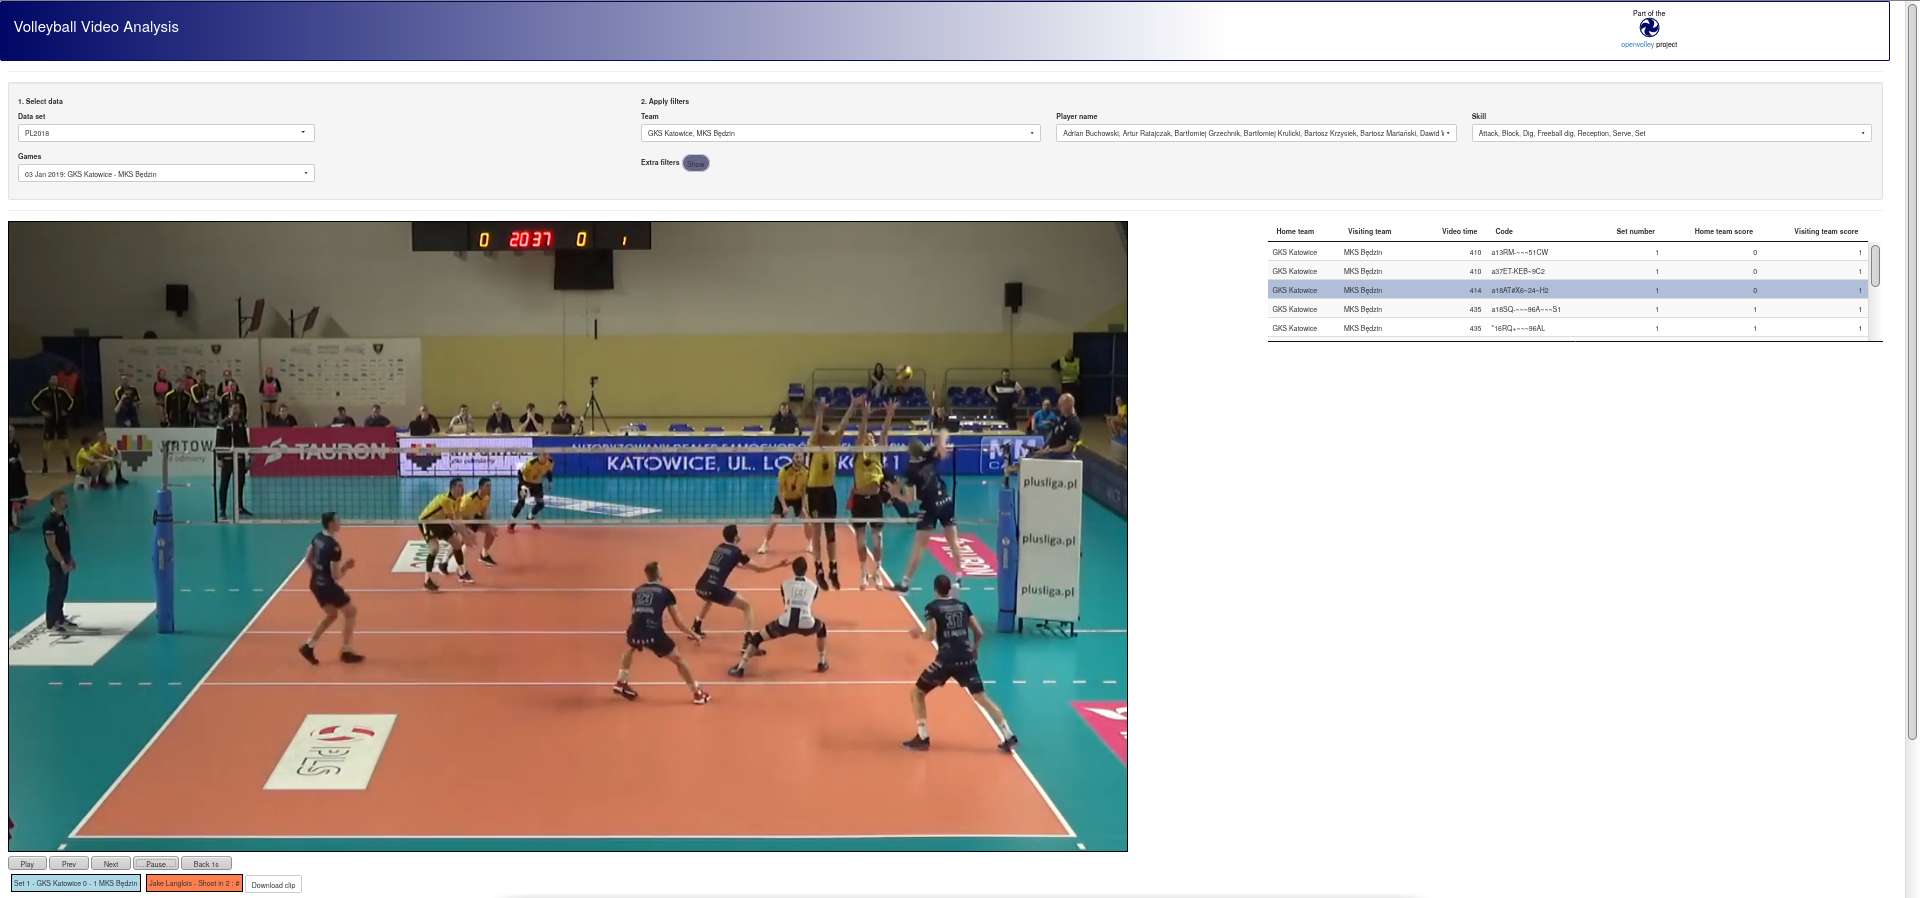 Volleyball Video Analysis
Part of the
openvolley project
1. Select data
Data set
PL2018
Games
03 Jan 2019: GKS Katowice - MKS Będzin
2. Apply filters
Team
GKS Katowice, MKS Będzin
Extra filters Show
Player name
Adrian Buchowski, Artur Ratajczak, Bartłomiej Grzechnik, Bartłomiej Krulicki, Bartosz Krzysiek, Bartosz Mariański, Dawid
Skill
Attack, Block, Dig, Freeball dig, Reception, Serve, Set
0 20 37 0 1
TAURON
KATOWICE, UL.
plusliga.pl
plusliga.pl
plusliga.pl
23
37
PLS
Home team Visiting team Video time Code Set number Home team score Visiting team score
GKS Katowice MKS Będzin 410 a13RM-~~~51CW 1 0 1
GKS Katowice MKS Będzin 410 a37ET-KEB~9C2 1 0 1
GKS Katowice MKS Będzin 414 a18AT#X6~24~H2 1 0 1
GKS Katowice MKS Będzin 435 a18SQ-~~~96A~~~S1 1 1 1
GKS Katowice MKS Będzin 435 *16RQ+~~~96AL 1 1 1
Play Prev Next Pause Back 1s
Set 1 - GKS Katowice 0 - 1 MKS Będzin Jake Langlois - Shoot in 2 : # Download clip